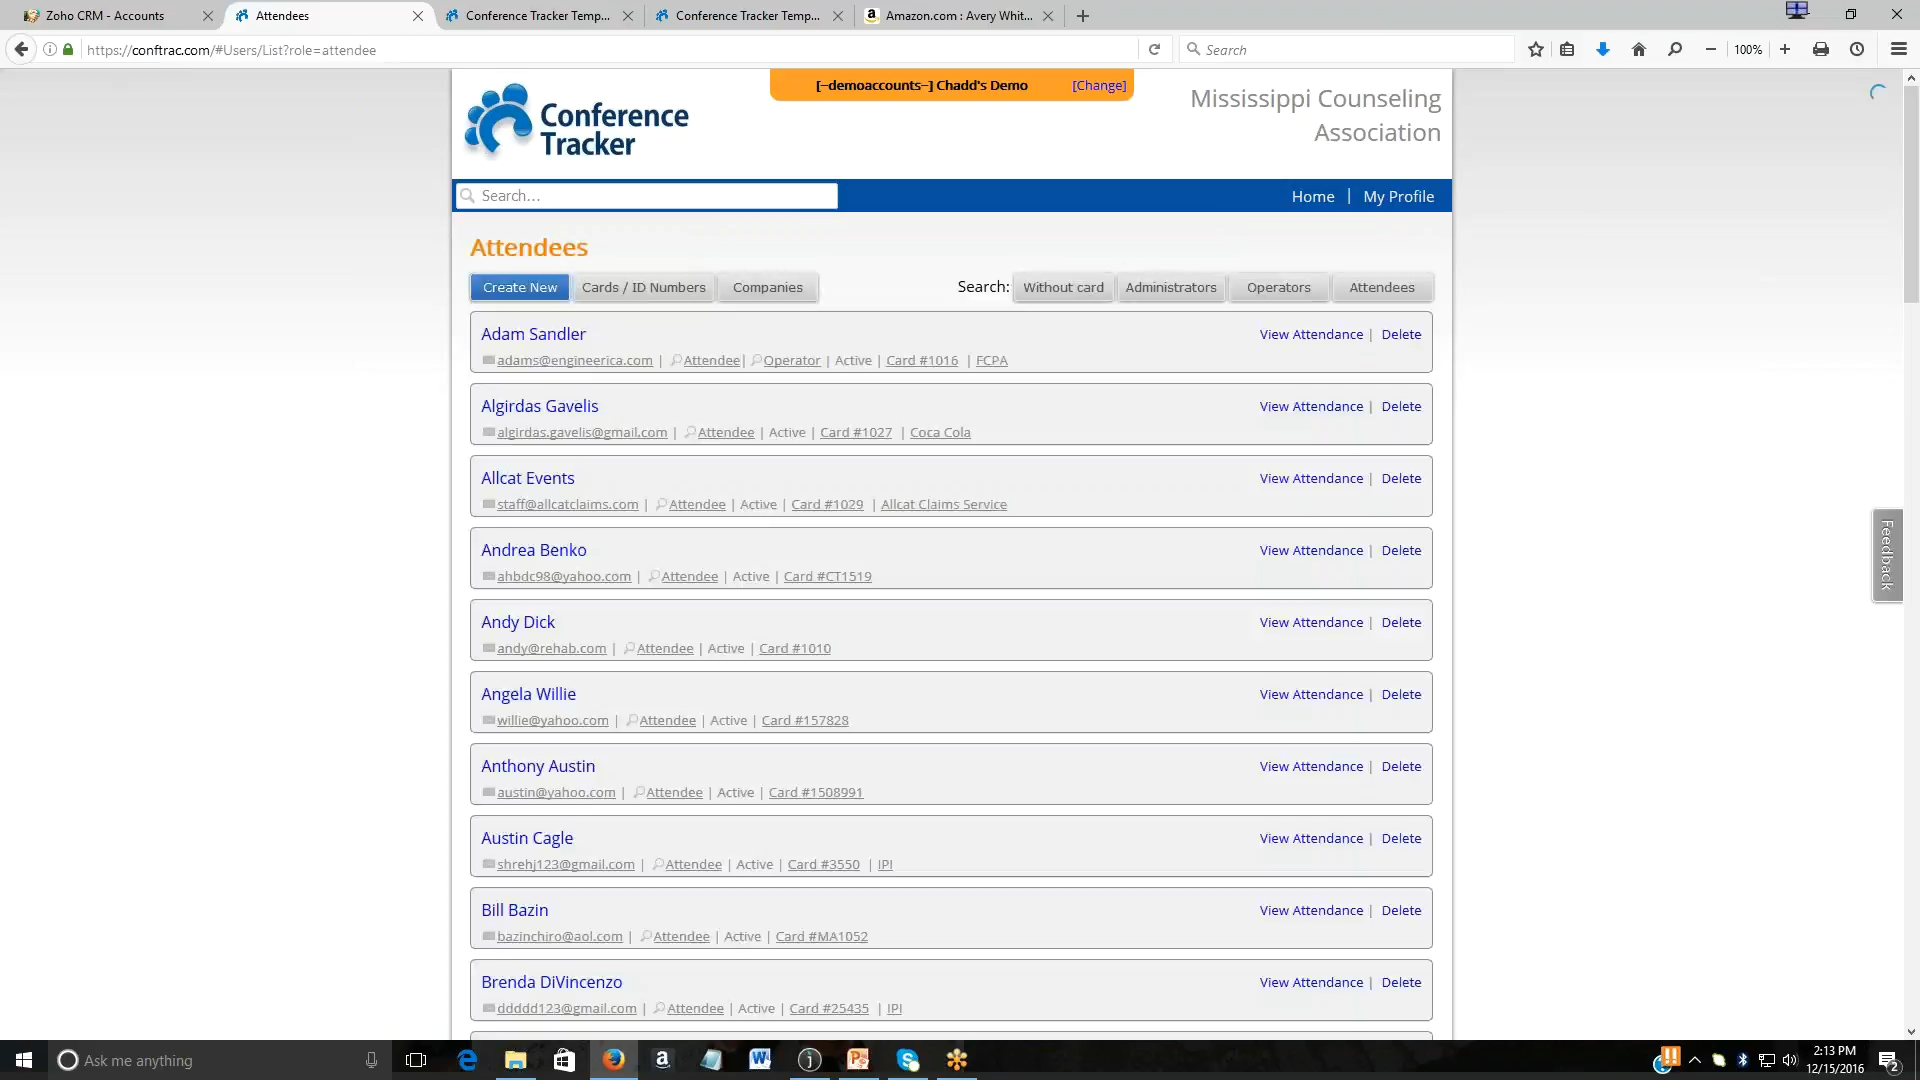 Zoho CRM - Accounts
Attendees
Conference Tracker Temp...
Conference Tracker Temp...
Amazon.com : Avery Whit...
https://conftrac.com/#Users/List?role=attendee
Search
100%
[--demoaccounts--] Chadd's Demo [Change]
Conference Tracker
Mississippi Counseling
Association
Search...
Home | My Profile
Attendees
Create New Cards / ID Numbers Companies Search: Without card Administrators Operators Attendees
Adam Sandler View Attendance | Delete
adams@engineerica.com | Attendee | Operator | Active | Card #1016 | FCPA
Algirdas Gavelis View Attendance | Delete
algirdas.gavelis@gmail.com | Attendee | Active | Card #1027 | Coca Cola
Allcat Events View Attendance | Delete
staff@allcatclaims.com | Attendee | Active | Card #1029 | Allcat Claims Service
Andrea Benko View Attendance | Delete
ahbdc98@yahoo.com | Attendee | Active | Card #CT1519
Andy Dick View Attendance | Delete
andy@rehab.com | Attendee | Active | Card #1010
Angela Willie View Attendance | Delete
willie@yahoo.com | Attendee | Active | Card #157828
Anthony Austin View Attendance | Delete
austin@yahoo.com | Attendee | Active | Card #1508991
Austin Cagle View Attendance | Delete
shrehj123@gmail.com | Attendee | Active | Card #3550 | IPI
Bill Bazin View Attendance | Delete
bazinchiro@aol.com | Attendee | Active | Card #MA1052
Brenda DiVincenzo View Attendance | Delete
ddddd123@gmail.com | Attendee | Active | Card #25435 | IPI
Feedback
Ask me anything
2:13 PM
12/15/2016
2